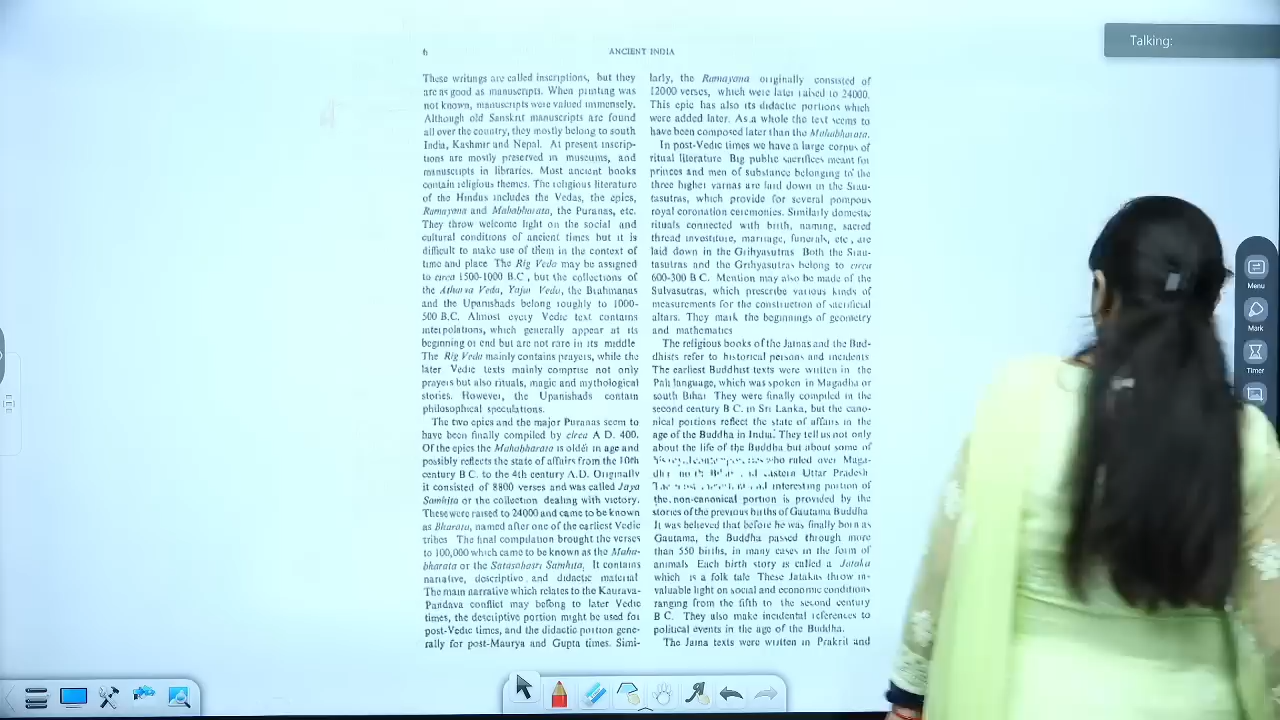 Talking:
6
ANCIENT INDIA
These writings are called inscriptions, but they
are as good as manuscripts. When printing was
not known, manuscripts were valued immensely.
Although old Sanskrit manuscripts are found
all over the country, they mostly belong to south
India, Kashmir and Nepal. At present inscrip-
tions are mostly preserved in museums, and
manuscripts in libraries. Most ancient books
contain religious themes. The religious literature
of the Hindus includes the Vedas, the epics,
Ramayana and Mahabharata, the Puranas, etc.
They throw welcome light on the social and
cultural conditions of ancient times but it is
difficult to make use of them in the context of
time and place The Rig Veda may be assigned
to circa 1500-1000 B.C, but the collections of
the Atharva Veda, Yajur Veda, the Brahmanas
and the Upanishads belong roughly to 1000-
500 B.C. Almost every Vedic text contains
interpolations, which generally appear at its
beginning or end but are not rare in its middle
The Rig Veda mainly contains prayers, while the
later Vedic texts mainly comprise not only
prayers but also rituals, magic and mythological
stories. However, the Upanishads contain
philosophical speculations.
The two epics and the major Puranas seem to
have been finally compiled by circa A D. 400.
Of the epics the Mahabharata is older in age and
possibly reflects the state of affairs from the 10th
century B C. to the 4th century A.D. Originally
it consisted of 8800 verses and was called Jaya
Samhita or the collection dealing with victory.
These were raised to 24000 and came to be known
as Bharata, named after one of the earliest Vedic
tribes The final compilation brought the verses
to 100,000 which came to be known as the Maha-
bharata or the Satasahasri Samhita. It contains
narrative, descriptive and didactic material
The main narrative which relates to the Kaurava-
Pandava conflict may belong to later Vedic
times, the descriptive portion might be used for
post-Vedic times, and the didactic portion gene-
rally for post-Maurya and Gupta times. Simi-
larly, the Ramayana originally consisted of
12000 verses, which were later raised to 24000.
This epic has also its didactic portions which
were added later. As a whole the text seems to
have been composed later than the Mahabharata.
In post-Vedic times we have a large corpus of
ritual literature Big public sacrifices meant for
princes and men of substance belonging to the
three higher varnas are laid down in the Srau-
tasutras, which provide for several pompous
royal coronation ceremonies. Similarly domestic
rituals connected with birth, naming, sacred
thread investiture, marriage, funerals, etc , are
laid down in the Grihyasutras Both the Srau-
tasutras and the Grihyasutras belong to circa
600-300 B C. Mention may also be made of the
Sulvasutras, which prescribe various kinds of
measurements for the construction of sacrificial
altars. They mark the beginnings of geometry
and mathematics
The religious books of the Jainas and the Bud-
dhists refer to historical persons and incidents
The earliest Buddhist texts were written in the
Pali language, which was spoken in Magadha or
south Bihar They were finally compiled in the
second century B C. in Sri Lanka, but the cano-
nical portions reflect the state of affairs in the
age of the Buddha in India. They tell us not only
about the life of the Buddha but about some of
his who ruled over Maga-
eastern Uttar Pradesh
interesting portion of
the non-canonical portion is provided by the
stories of the previous births of Gautama Buddha
It was believed that before he was finally born as
Gautama, the Buddha passed through more
than 550 births, in many cases in the form of
animals Each birth story is called a Jataka
which is a folk tale These Jatakas throw in-
valuable light on social and economic conditions
ranging from the fifth to the second century
B C. They also make incidental references to
political events in the age of the Buddha.
The Jaina texts were written in Prakrit and
Menu
Mark
Timer